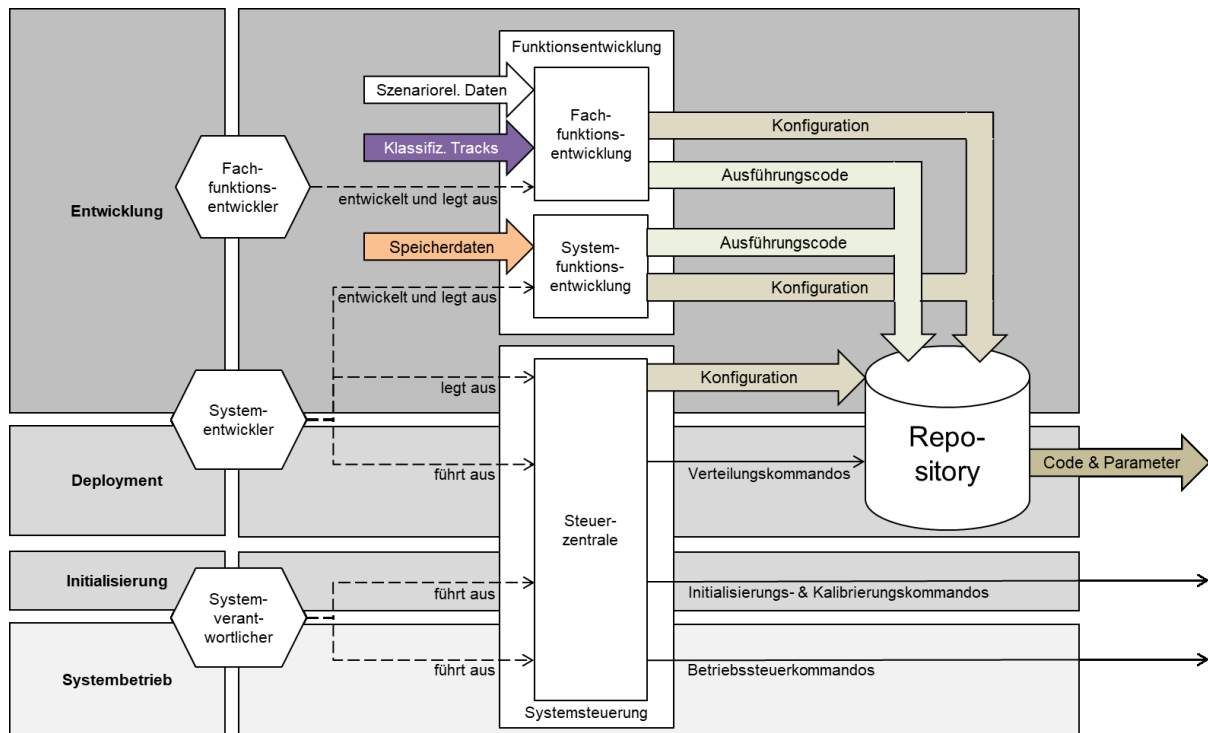 Funktionsentwicklung
Szenariorel. Daten
Klassifiz. Tracks
Fach-
funktions-
entwicklung
Konfiguration
Ausführungscode
Fach-
funktions-
entwickler
entwickelt und legt aus
Entwicklung
Speicherdaten
System-
funktions-
entwicklung
Ausführungscode
Konfiguration
entwickelt und legt aus
legt aus
Konfiguration
System-
entwickler
Repo-
sitory
Deployment
führt aus
Verteilungskommandos
Code & Parameter
Steuer-
zentrale
Initialisierung
führt aus
Initialisierungs- & Kalibrierungskommandos
System-
verant-
wortlicher
Systembetrieb
führt aus
Betriebssteuerkommandos
Systemsteuerung